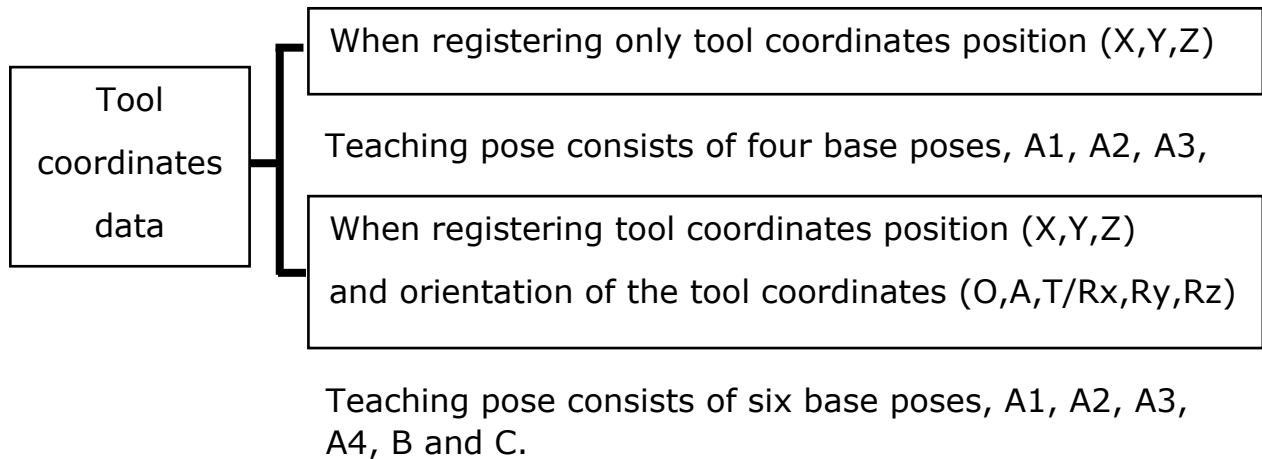 Tool
coordinates
data
When registering only tool coordinates position (X,Y,Z)
Teaching pose consists of four base poses, A1, A2, A3,
When registering tool coordinates position (X,Y,Z)
and orientation of the tool coordinates (O,A,T/Rx,Ry,Rz)
Teaching pose consists of six base poses, A1, A2, A3,
A4, B and C.